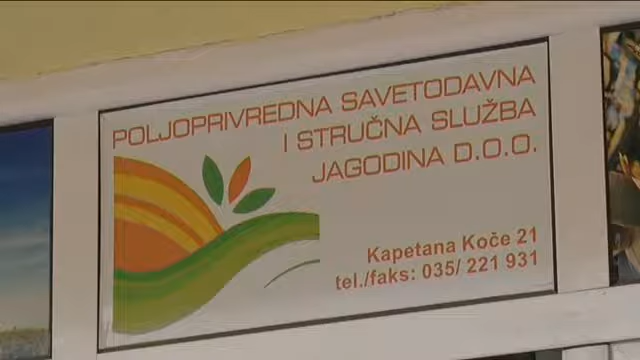 POLJOPRIVREDNA SAVETODAVNA
I STRUČNA SLUŽBA
JAGODINA D.O.O.
Kapetana Koče 21
tel./faks: 035/ 221 931